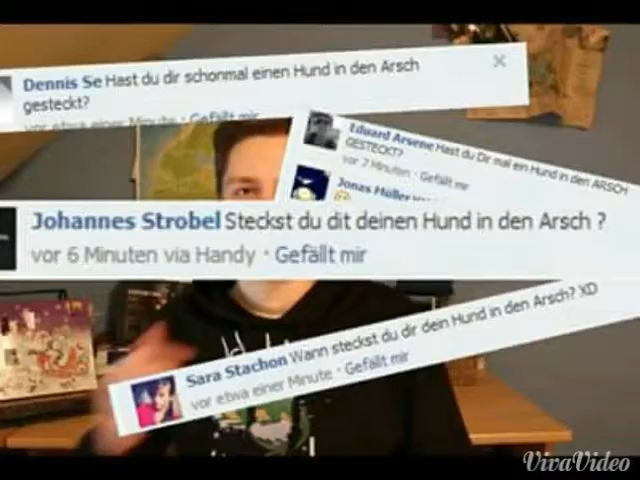 Dennis Se Hast du dir schonmal einen Hund in den Arsch
gesteckt?
vor etwa einer Minute · Gefällt mir
Eduard Arsene Hast du Dir mal en Hund in den ARSCH
GESTECKT?
vor 7 Minuten · Gefällt mir
Jonas Müller
Johannes Strobel Steckst du dit deinen Hund in den Arsch ?
vor 6 Minuten via Handy · Gefällt mir
Sara Stachon Wann steckst du dir dein Hund in den Arsch? XD
vor etwa einer Minute · Gefällt mir
VivaVideo